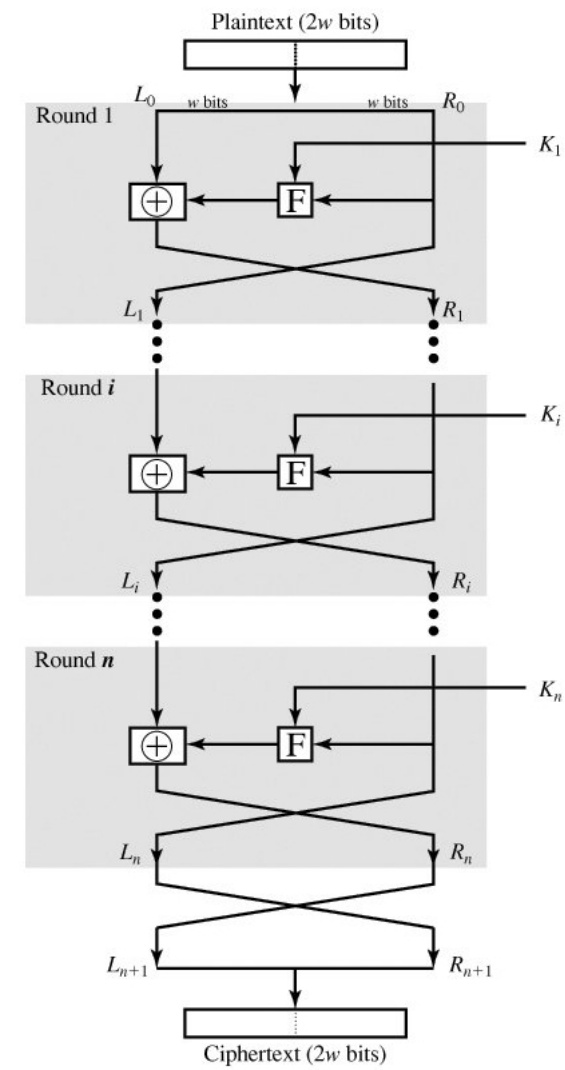 Plaintext (2w bits)
L₀ w bits w bits R₀
Round 1
K₁
⊕ F
L₁ R₁
Round i
Kᵢ
⊕ F
Lᵢ Rᵢ
Round n
Kₙ
⊕ F
Lₙ Rₙ
Lₙ₊₁ Rₙ₊₁
Ciphertext (2w bits)